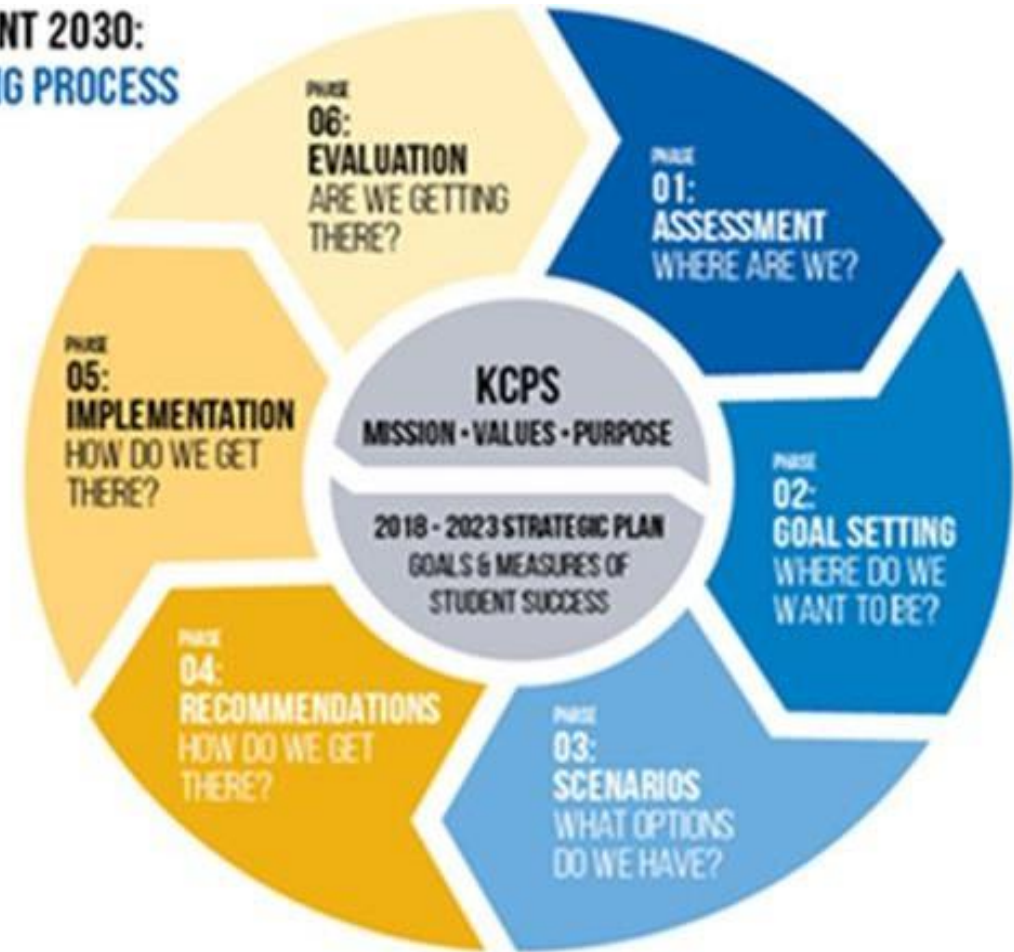 NT 2030:
G PROCESS
PHASE
01:
ASSESSMENT
WHERE ARE WE?
PHASE
02:
GOAL SETTING
WHERE DO WE
WANT TO BE?
PHASE
03:
SCENARIOS
WHAT OPTIONS
DO WE HAVE?
PHASE
04:
RECOMMENDATIONS
HOW DO WE GET
THERE?
PHASE
05:
IMPLEMENTATION
HOW DO WE GET
THERE?
PHASE
06:
EVALUATION
ARE WE GETTING
THERE?
KCPS
MISSION • VALUES • PURPOSE
2018 - 2023 STRATEGIC PLAN
GOALS & MEASURES OF
STUDENT SUCCESS